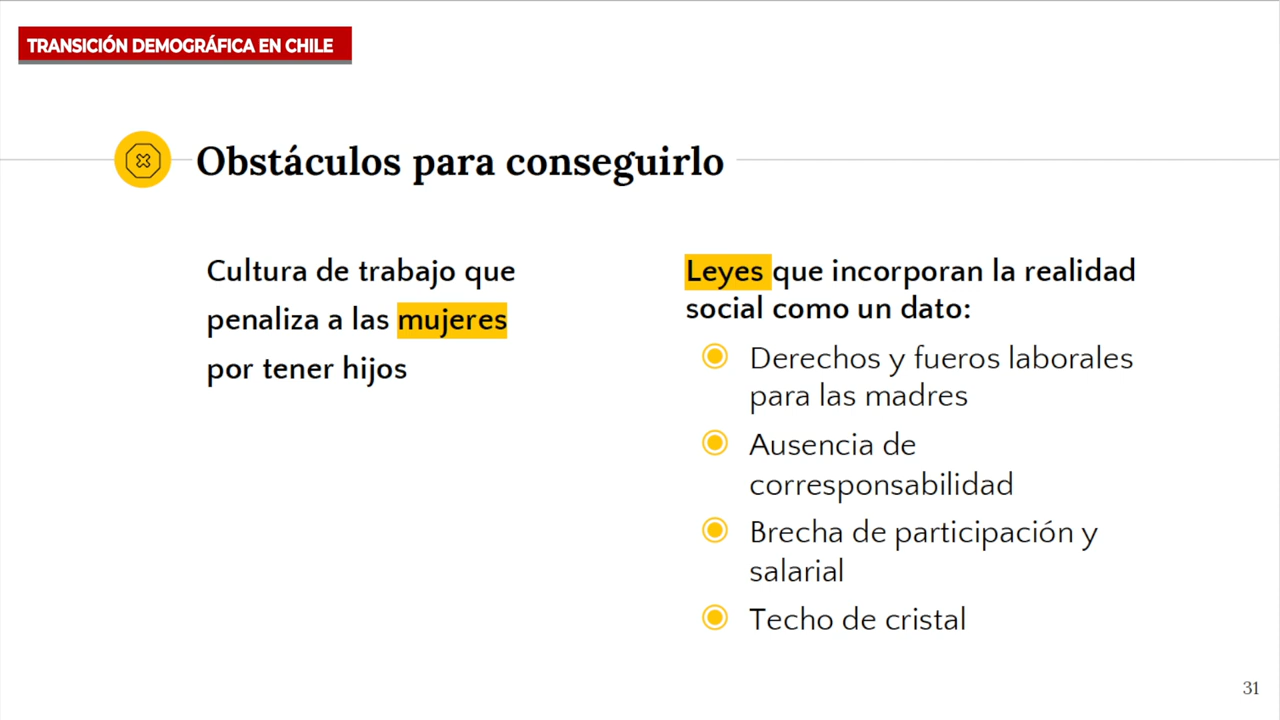 TRANSICIÓN DEMOGRÁFICA EN CHILE
Obstáculos para conseguirlo
Cultura de trabajo que
penaliza a las mujeres
por tener hijos
Leyes que incorporan la realidad
social como un dato:
Derechos y fueros laborales
para las madres
Ausencia de
corresponsabilidad
Brecha de participación y
salarial
Techo de cristal
31